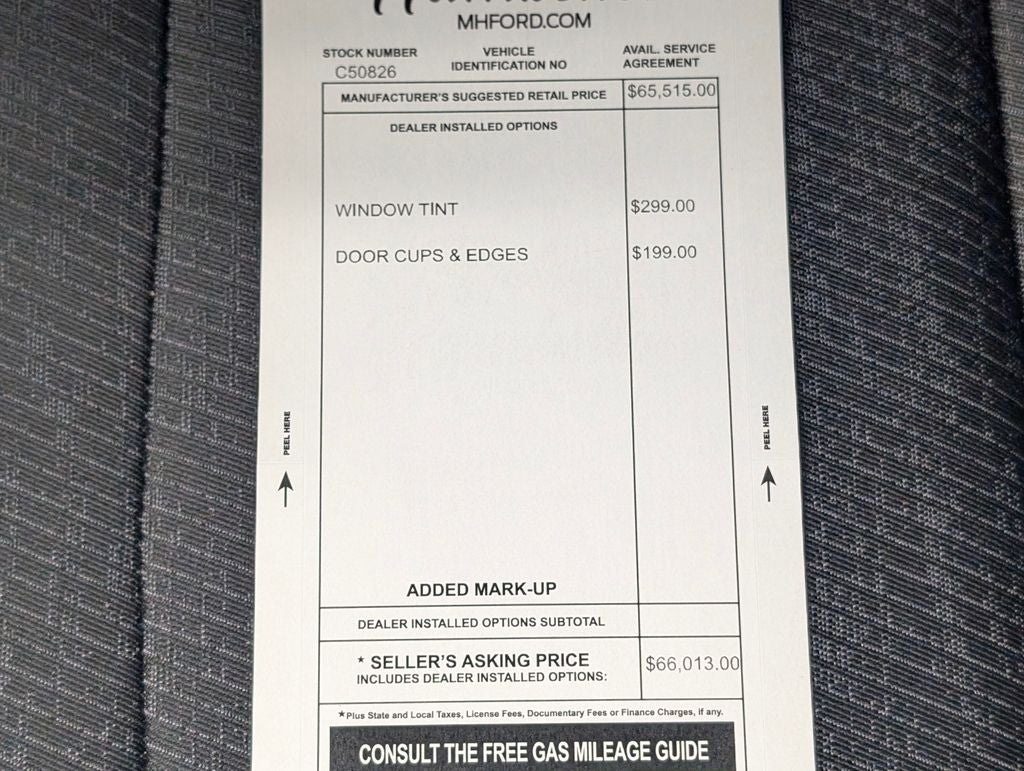 MHFORD.COM
STOCK NUMBER
C50826
VEHICLE
IDENTIFICATION NO
AVAIL. SERVICE
AGREEMENT
MANUFACTURER'S SUGGESTED RETAIL PRICE $65,515.00
DEALER INSTALLED OPTIONS
WINDOW TINT $299.00
DOOR CUPS & EDGES $199.00
PEEL HERE
PEEL HERE
ADDED MARK-UP
DEALER INSTALLED OPTIONS SUBTOTAL
* SELLER'S ASKING PRICE $66,013.00
INCLUDES DEALER INSTALLED OPTIONS:
*Plus State and Local Taxes, License Fees, Documentary Fees or Finance Charges, if any.
CONSULT THE FREE GAS MILEAGE GUIDE